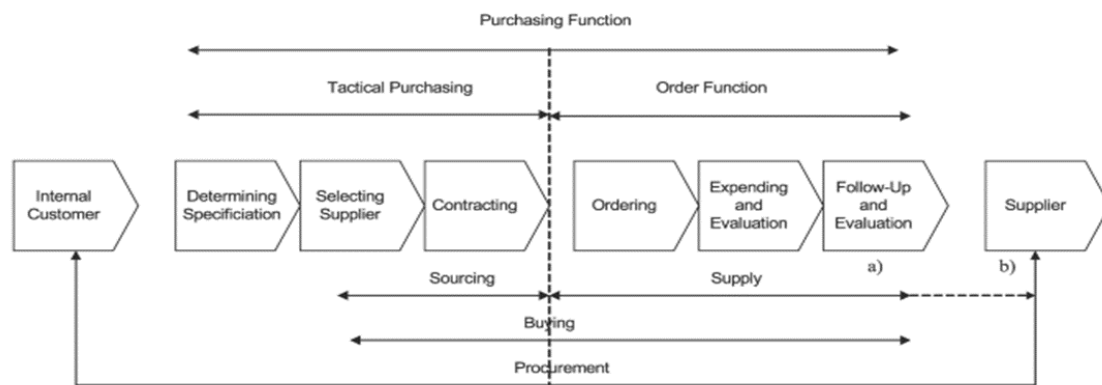 Purchasing Function
Tactical Purchasing
Order Function
Internal
Customer
Determining
Specificiation
Selecting
Supplier
Contracting
Ordering
Expending
and
Evaluation
Follow-Up
and
Evaluation
Supplier
a)
b)
Sourcing
Supply
Buying
Procurement